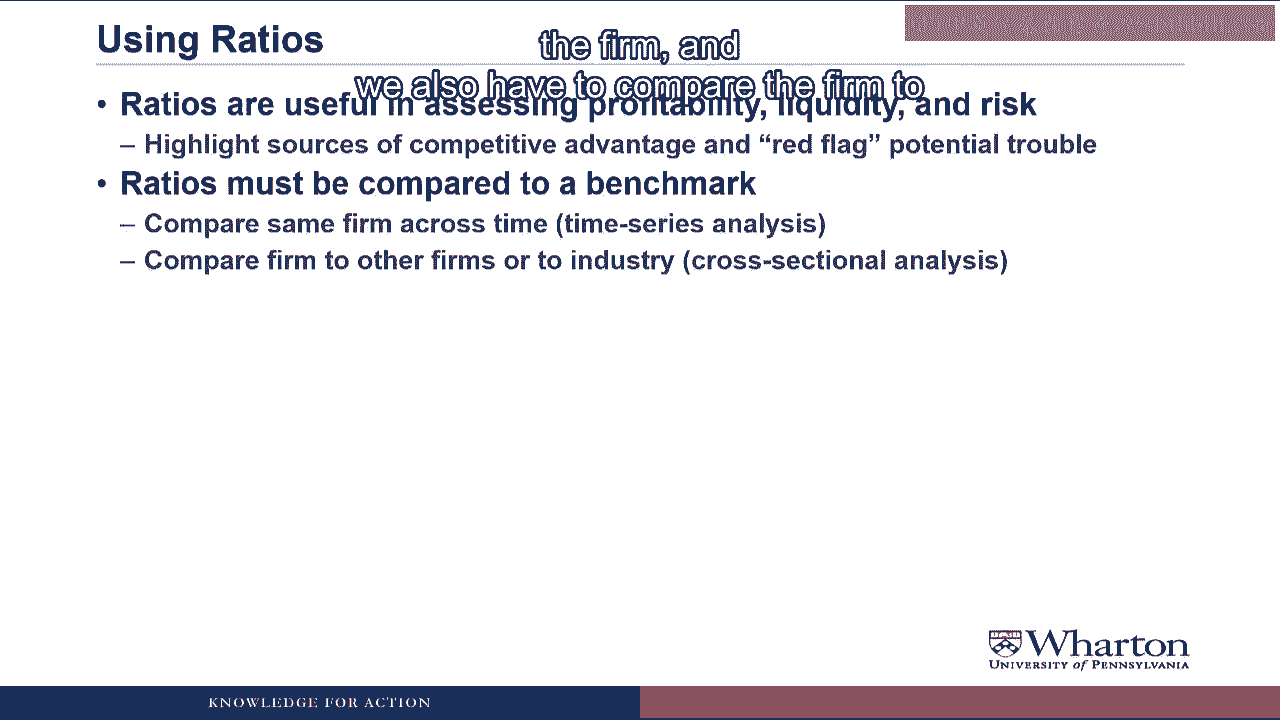 Using Ratios
the firm, and
we also have to compare the firm to
• Ratios are useful in assessing profitability, liquidity, and risk
– Highlight sources of competitive advantage and “red flag” potential trouble
• Ratios must be compared to a benchmark
– Compare same firm across time (time-series analysis)
– Compare firm to other firms or to industry (cross-sectional analysis)
Wharton
UNIVERSITY of PENNSYLVANIA
KNOWLEDGE FOR ACTION